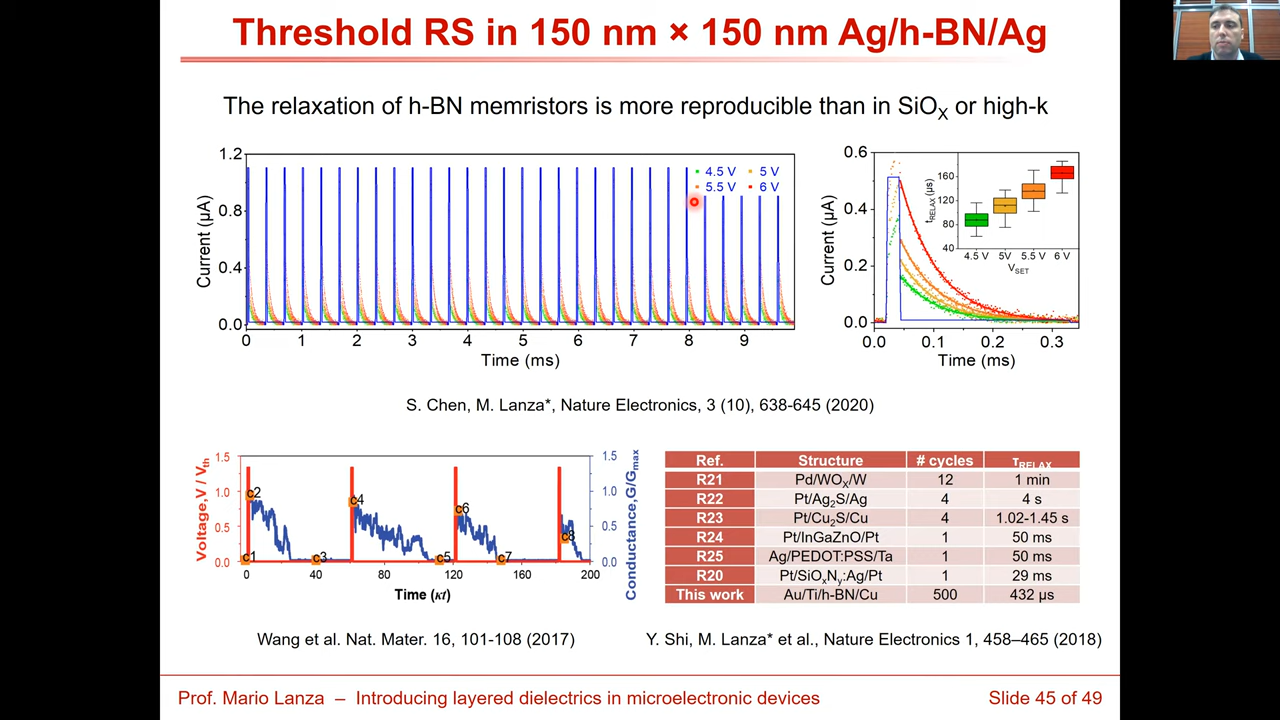 Threshold RS in 150 nm × 150 nm Ag/h-BN/Ag
The relaxation of h-BN memristors is more reproducible than in SiOX or high-k
1.2
0.8
0.4
0.0
Current (µA)
4.5 V
5 V
5.5 V
6 V
0 1 2 3 4 5 6 7 8 9
Time (ms)
0.6
0.4
0.2
0.0
Current (µA)
160
120
80
40
tRELAX (µs)
4.5 V 5V 5.5 V 6 V
VSET
0.0 0.1 0.2 0.3
Time (ms)
S. Chen, M. Lanza*, Nature Electronics, 3 (10), 638-645 (2020)
1.5
1.0
0.5
0.0
Voltage,V / Vth
c1
c2
c3
c4
c5
c6
c7
c8
1.5
1.0
0.5
0.0
Conductance,G/Gmax
0 40 80 120 160 200
Time (κt)
Wang et al. Nat. Mater. 16, 101-108 (2017)
Ref. Structure # cycles TRELAX
R21 Pd/WOX/W 12 1 min
R22 Pt/Ag2S/Ag 4 4 s
R23 Pt/Cu2S/Cu 4 1.02-1.45 s
R24 Pt/InGaZnO/Pt 1 50 ms
R25 Ag/PEDOT:PSS/Ta 1 50 ms
R20 Pt/SiOxNy:Ag/Pt 1 29 ms
This work Au/Ti/h-BN/Cu 500 432 µs
Y. Shi, M. Lanza* et al., Nature Electronics 1, 458–465 (2018)
Prof. Mario Lanza – Introducing layered dielectrics in microelectronic devices
Slide 45 of 49